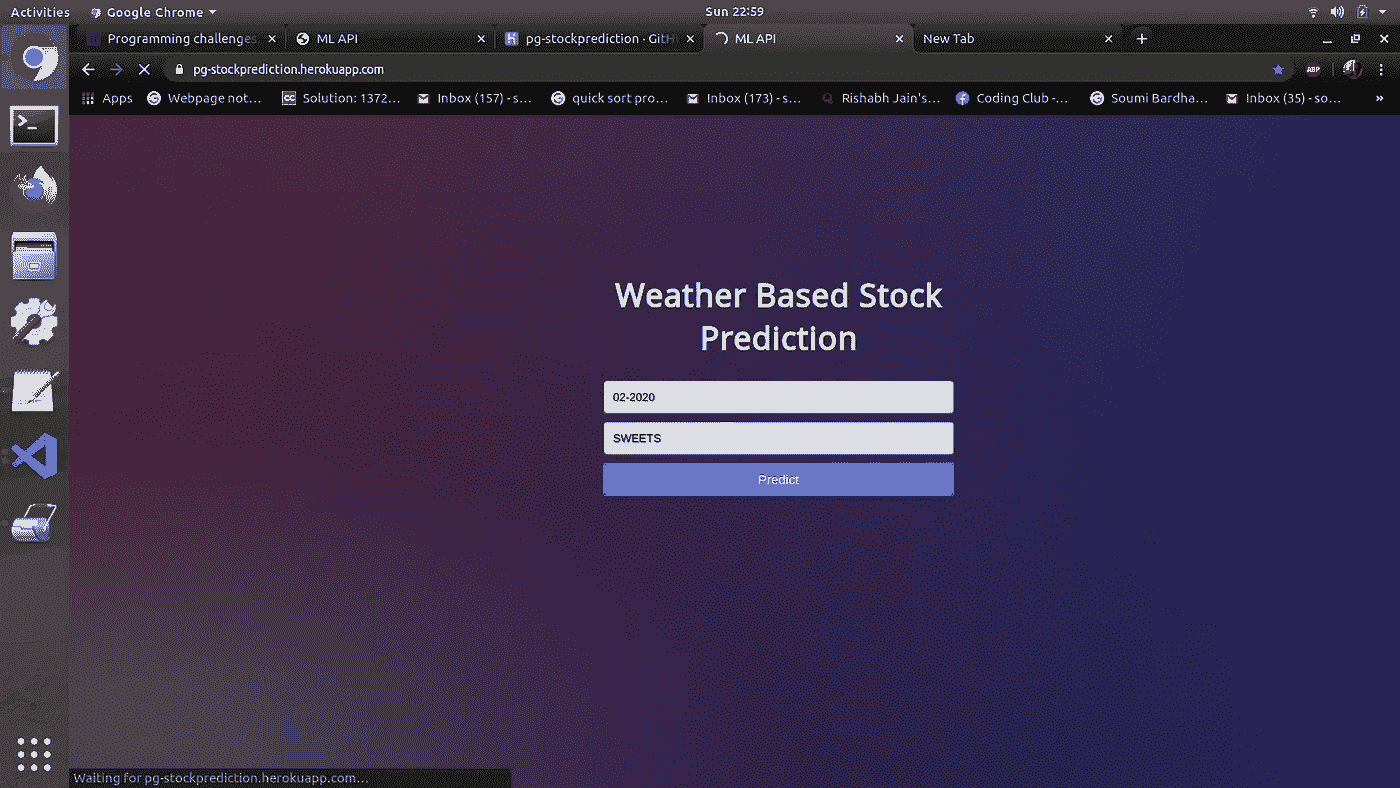 Activities Google Chrome Sun 22:59
Programming challenges ML API pg-stockprediction · GitH ML API New Tab
pg-stockprediction.herokuapp.com ABP
Apps Webpage not… CC Solution: 1372… Inbox (157) - s… quick sort pro… Inbox (173) - s… Rishabh Jain's… Coding Club -… Soumi Bardha… Inbox (35) - so… »
Weather Based Stock
Prediction
02-2020
SWEETS
Predict
Waiting for pg-stockprediction.herokuapp.com…